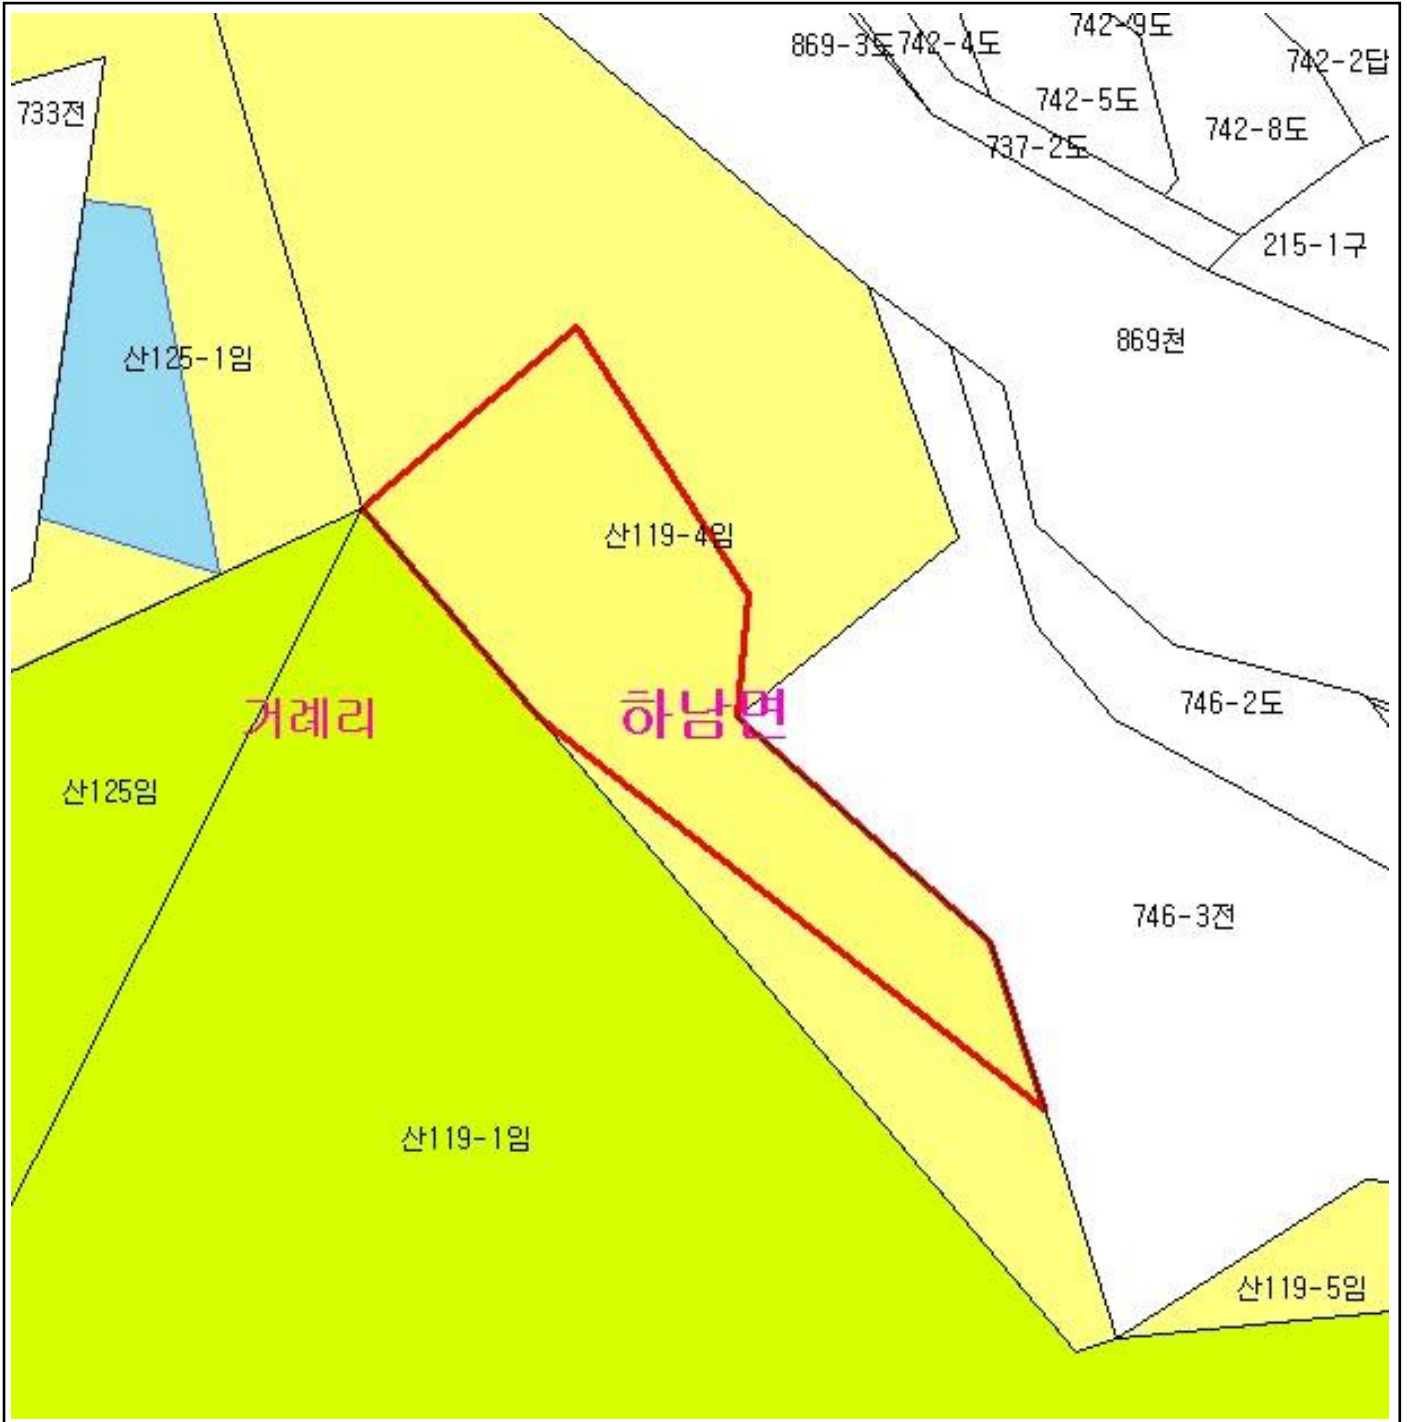 742-9도
869-3도
742-4도
742-2답
742-5도
733전
742-8도
737-2도
215-1구
869천
산125-1임
산119-4임
746-2도
거례리
하남면
산125임
746-3전
산119-1임
산119-5임